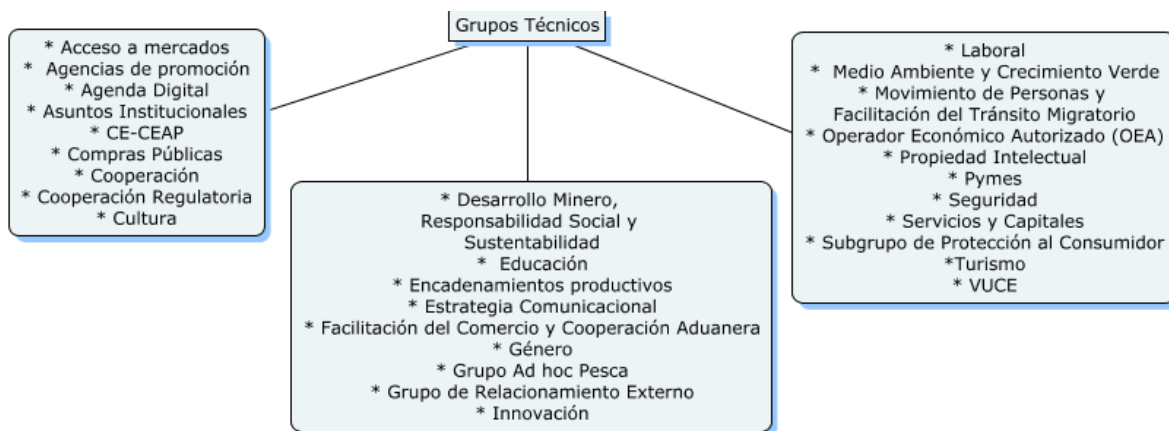 Grupos Técnicos
* Acceso a mercados
* Agencias de promoción
* Agenda Digital
* Asuntos Institucionales
* CE-CEAP
* Compras Públicas
* Cooperación
* Cooperación Regulatoria
* Cultura
* Desarrollo Minero,
Responsabilidad Social y
Sustentabilidad
* Educación
* Encadenamientos productivos
* Estrategia Comunicacional
* Facilitación del Comercio y Cooperación Aduanera
* Género
* Grupo Ad hoc Pesca
* Grupo de Relacionamiento Externo
* Innovación
* Laboral
* Medio Ambiente y Crecimiento Verde
* Movimiento de Personas y
Facilitación del Tránsito Migratorio
* Operador Económico Autorizado (OEA)
* Propiedad Intelectual
* Pymes
* Seguridad
* Servicios y Capitales
* Subgrupo de Protección al Consumidor
*Turismo
* VUCE